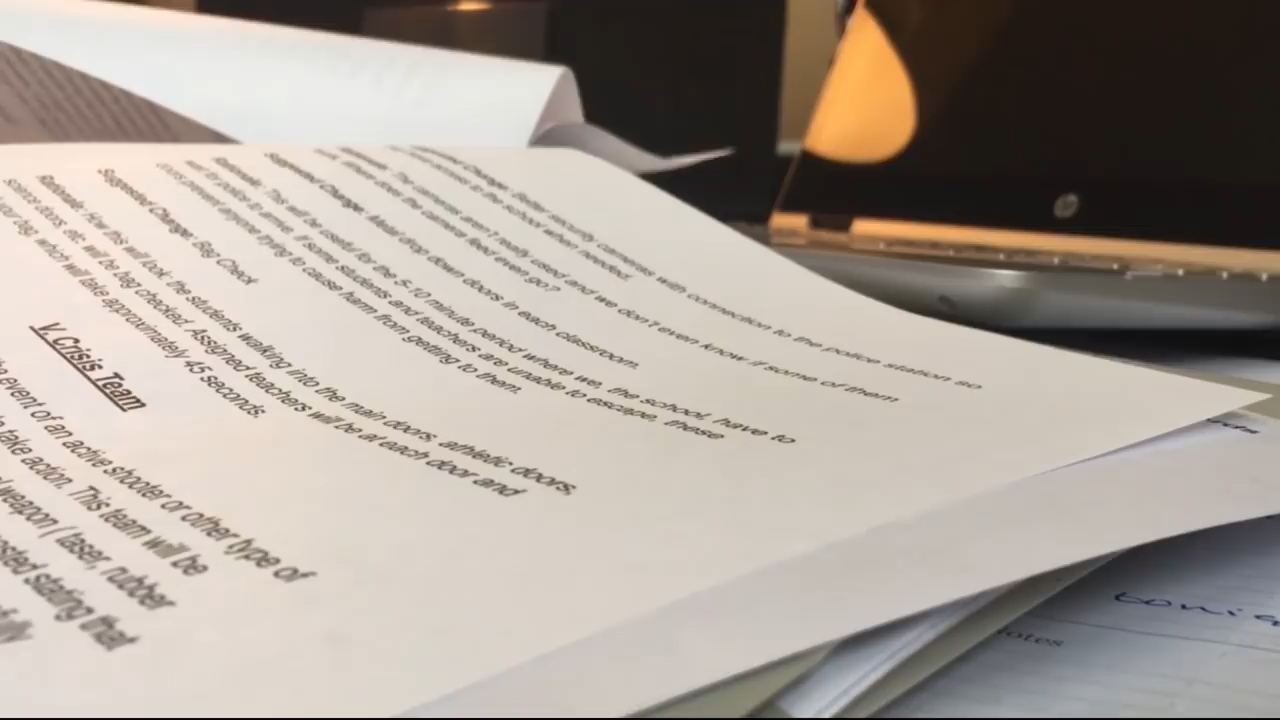 Change: Better security cameras with connection to the police station so
access to the school when needed.
The cameras aren't really used and we don't even know if some of them
where does the camera feed even go?
Suggested Change: Metal drop down doors in each classroom.
Rationale: This will be useful for the 5-10 minute period where we, the school, have to
wait for police to arrive. If some students and teachers are unable to escape, these
doors prevent anyone trying to cause harm from getting to them.
Suggested Change: Bag Check
Rationale: How this will look: the students walking into the main doors, athletic doors,
science doors, etc. will be bag checked. Assigned teachers will be at each door and
your bag, which will take approximately 45 seconds.
V. Crisis Team
the event of an active shooter or other type of
to take action. This team will be
weapon ( taser, rubber
stating that
hp
notes